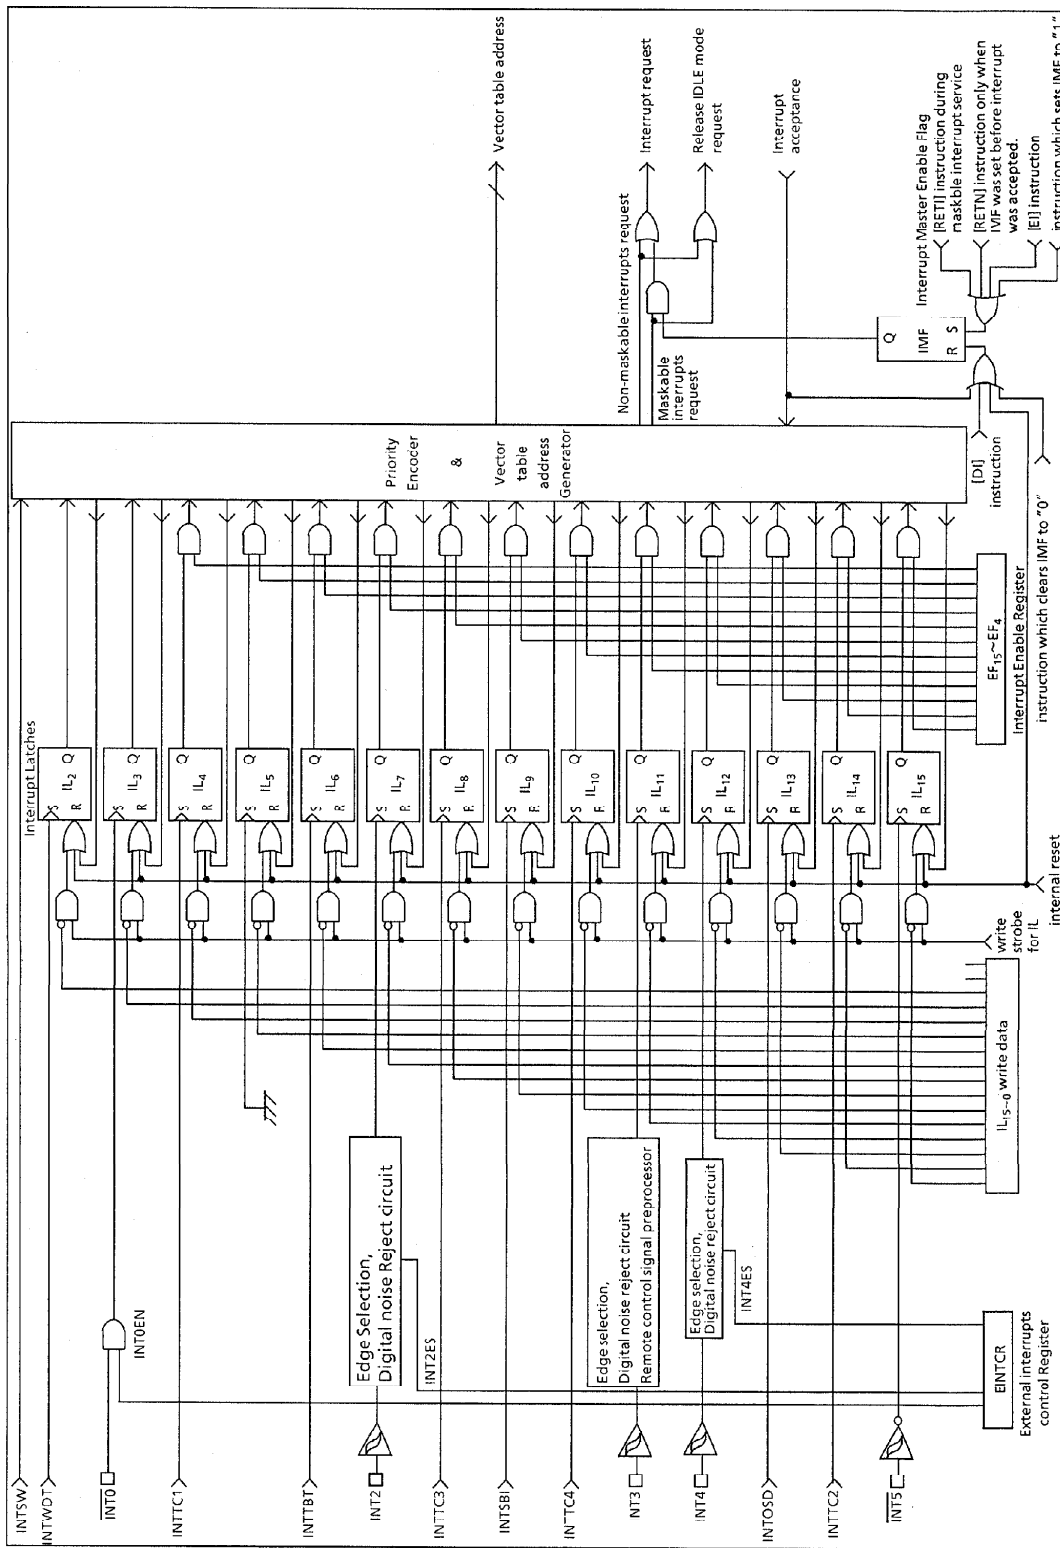 INTSW
INTWDT
INT0
INTTC1
INTTBT
INT2
INTTC3
INTSBI
INTTC4
NT3
INT4
INTOSD
INTTC2
INT5
INT0EN
Edge Selection,
Digital noise Reject circuit
INT2ES
Edge selection,
Digital noise reject circuit
Remote control signal preprocessor
Edge selection,
Digital noise reject circuit
INT4ES
EINTCR
External interrupts
control Register
IL15~0 write data
write
strobe
for IL
internal reset
Interrupt Latches
S IL2 Q
R
S IL3 Q
R
S IL4 Q
R
S IL5 Q
R
S IL6 Q
R
S IL7 Q
R
S IL8 Q
F.
S IL9 Q
F.
S IL10 Q
F.
S IL11 Q
F.
S IL12 Q
F.
S IL13 Q
F.
S IL14 Q
R
S IL15 Q
R
EF15~EF4
Interrupt Enable Register
instruction which clears IMF to "0"
Priority
Encoder
&
Vector
table
address
Generator
[DI]
instruction
Vector table address
Non-maskable interrupts request
Maskable
interrupts
request
Interrupt request
Release IDLE mode
request
Interrupt
acceptance
Q
IMF
R S
Interrupt Master Enable Flag
[RETI] instruction during
naskble interrupt service
[RETN] instruction only when
IMF was set before interrupt
was accepted.
[EI] instruction
instruction which sets IMF to "1"